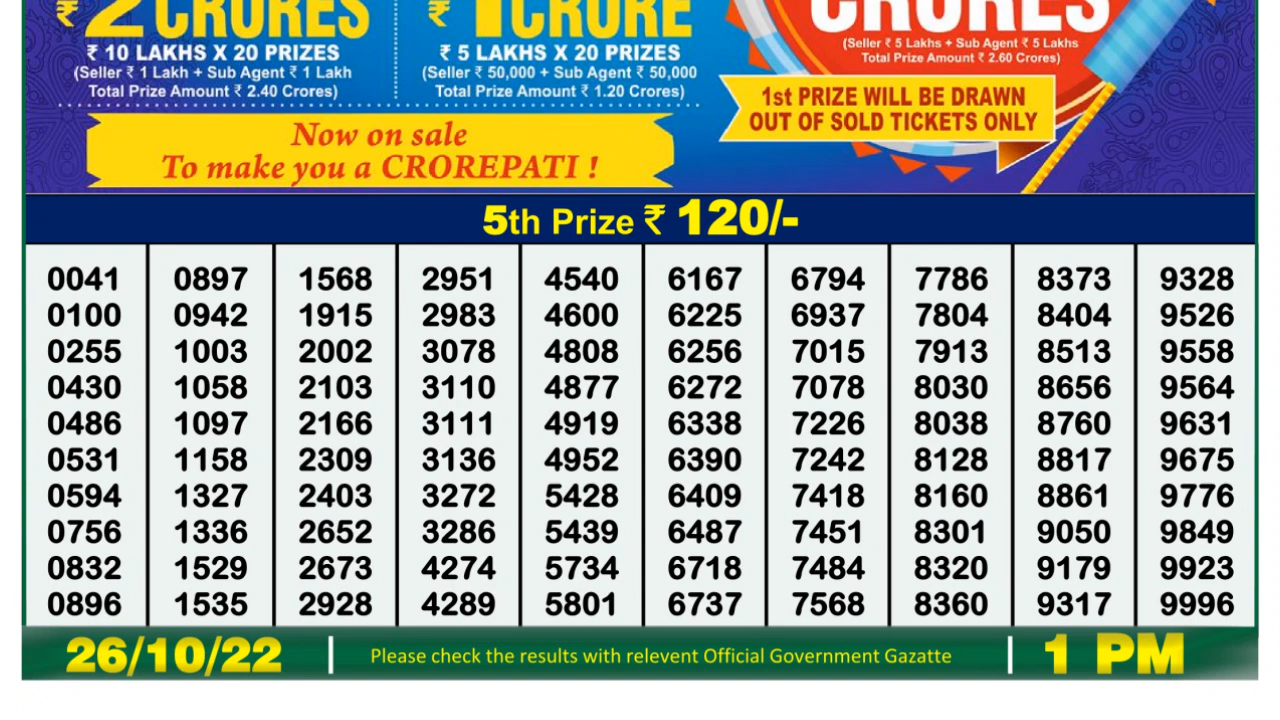 ₹ 2 CRORES
₹ 10 LAKHS X 20 PRIZES
(Seller ₹ 1 Lakh + Sub Agent ₹ 1 Lakh
Total Prize Amount ₹ 2.40 Crores)
₹ 1 CRORE
₹ 5 LAKHS X 20 PRIZES
(Seller ₹ 50,000 + Sub Agent ₹ 50,000
Total Prize Amount ₹ 1.20 Crores)
CRORES
(Seller ₹ 5 Lakhs + Sub Agent ₹ 5 Lakhs
Total Prize Amount ₹ 2.60 Crores)
1st PRIZE WILL BE DRAWN
OUT OF SOLD TICKETS ONLY
Now on sale
To make you a CROREPATI !
5th Prize ₹ 120/-
0041 0897 1568 2951 4540 6167 6794 7786 8373 9328
0100 0942 1915 2983 4600 6225 6937 7804 8404 9526
0255 1003 2002 3078 4808 6256 7015 7913 8513 9558
0430 1058 2103 3110 4877 6272 7078 8030 8656 9564
0486 1097 2166 3111 4919 6338 7226 8038 8760 9631
0531 1158 2309 3136 4952 6390 7242 8128 8817 9675
0594 1327 2403 3272 5428 6409 7418 8160 8861 9776
0756 1336 2652 3286 5439 6487 7451 8301 9050 9849
0832 1529 2673 4274 5734 6718 7484 8320 9179 9923
0896 1535 2928 4289 5801 6737 7568 8360 9317 9996
26/10/22 | Please check the results with relevent Official Government Gazatte | 1 PM